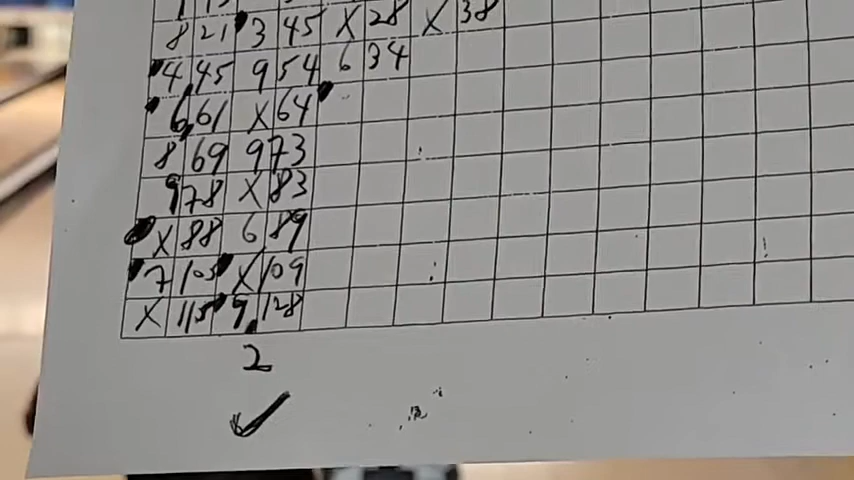 8 21 3 45 X 28 X 38
4 45 9 54 6 34
6 61 X 64
8 69 9 73
9 78 X 83
X 88 6 89
7 105 X 109
X 115 9 128
2